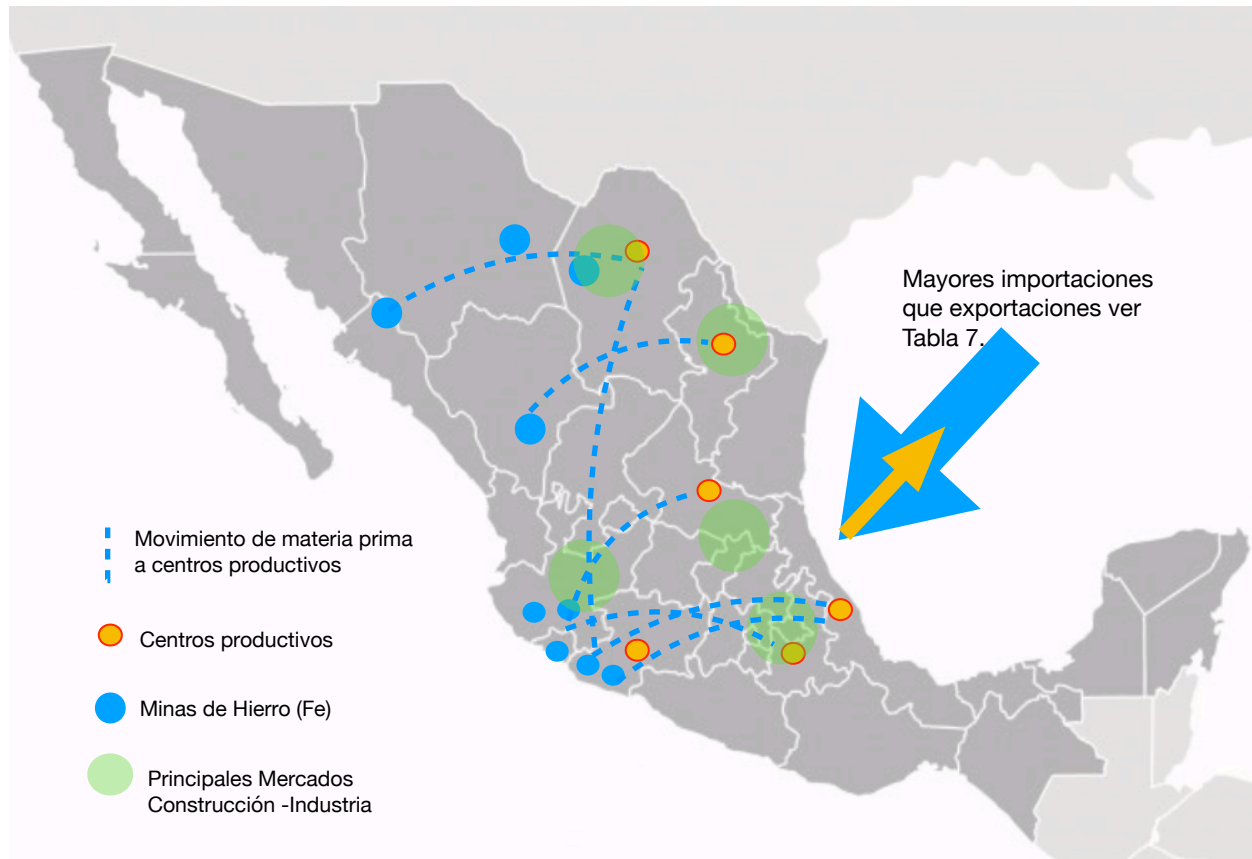 Mayores importaciones
que exportaciones ver
Tabla 7.
Movimiento de materia prima
a centros productivos
Centros productivos
Minas de Hierro (Fe)
Principales Mercados
Construcción -Industria